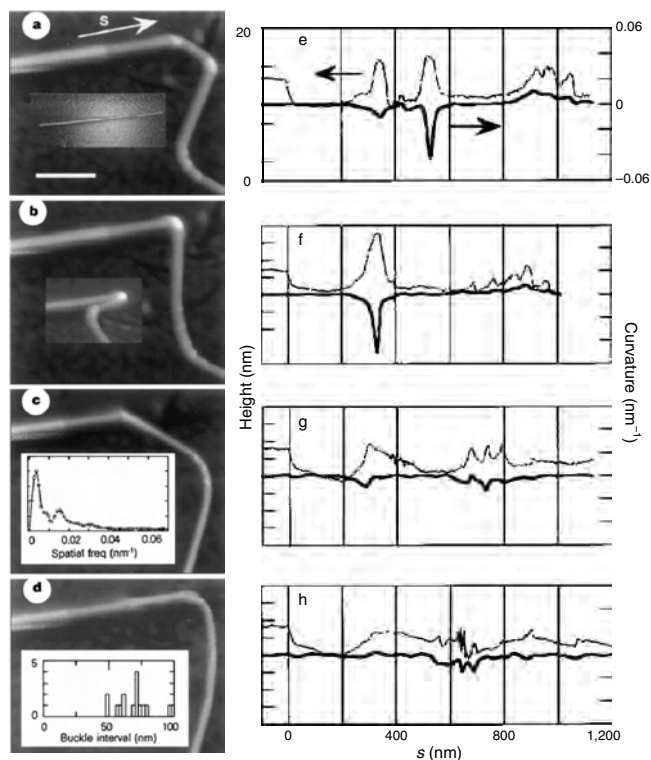 a
S
b
c
0 0.02 0.04 0.06
Spatial freq (nm⁻¹)
d
5
0
0 50 100
Buckle interval (nm)
20
0
Height (nm)
e
0.06
0
−0.06
f
g
h
Curvature (nm⁻¹)
0 400 800 1,200
s (nm)